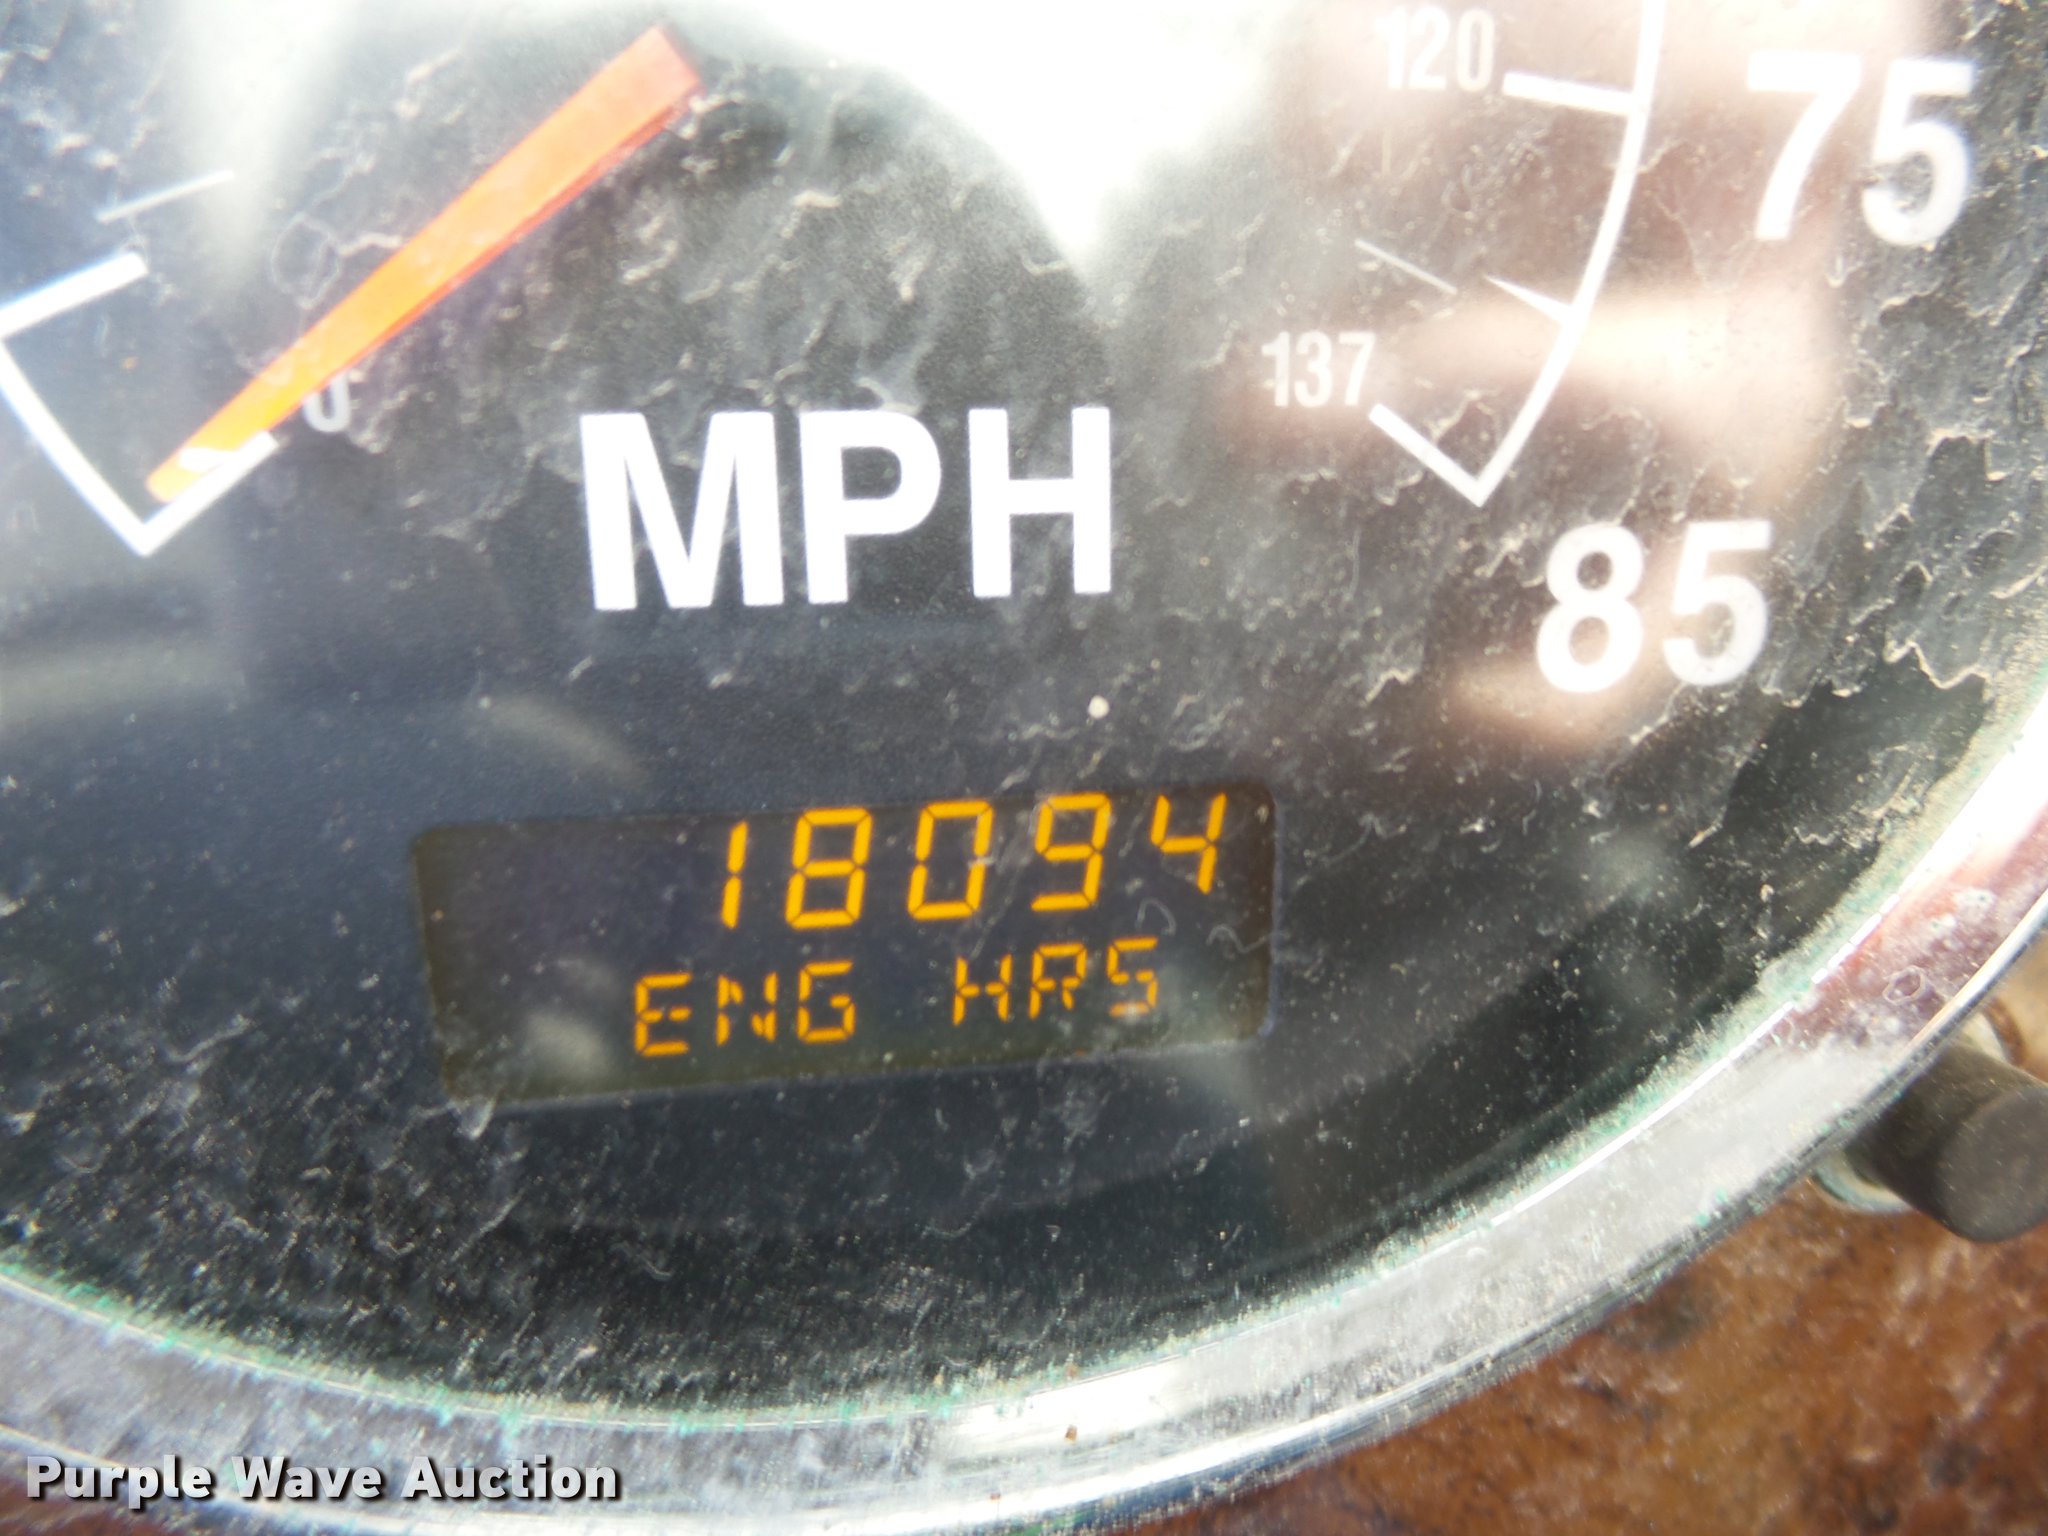 120
75
137
0
MPH
85
18094
ENG HRS
Purple Wave Auction